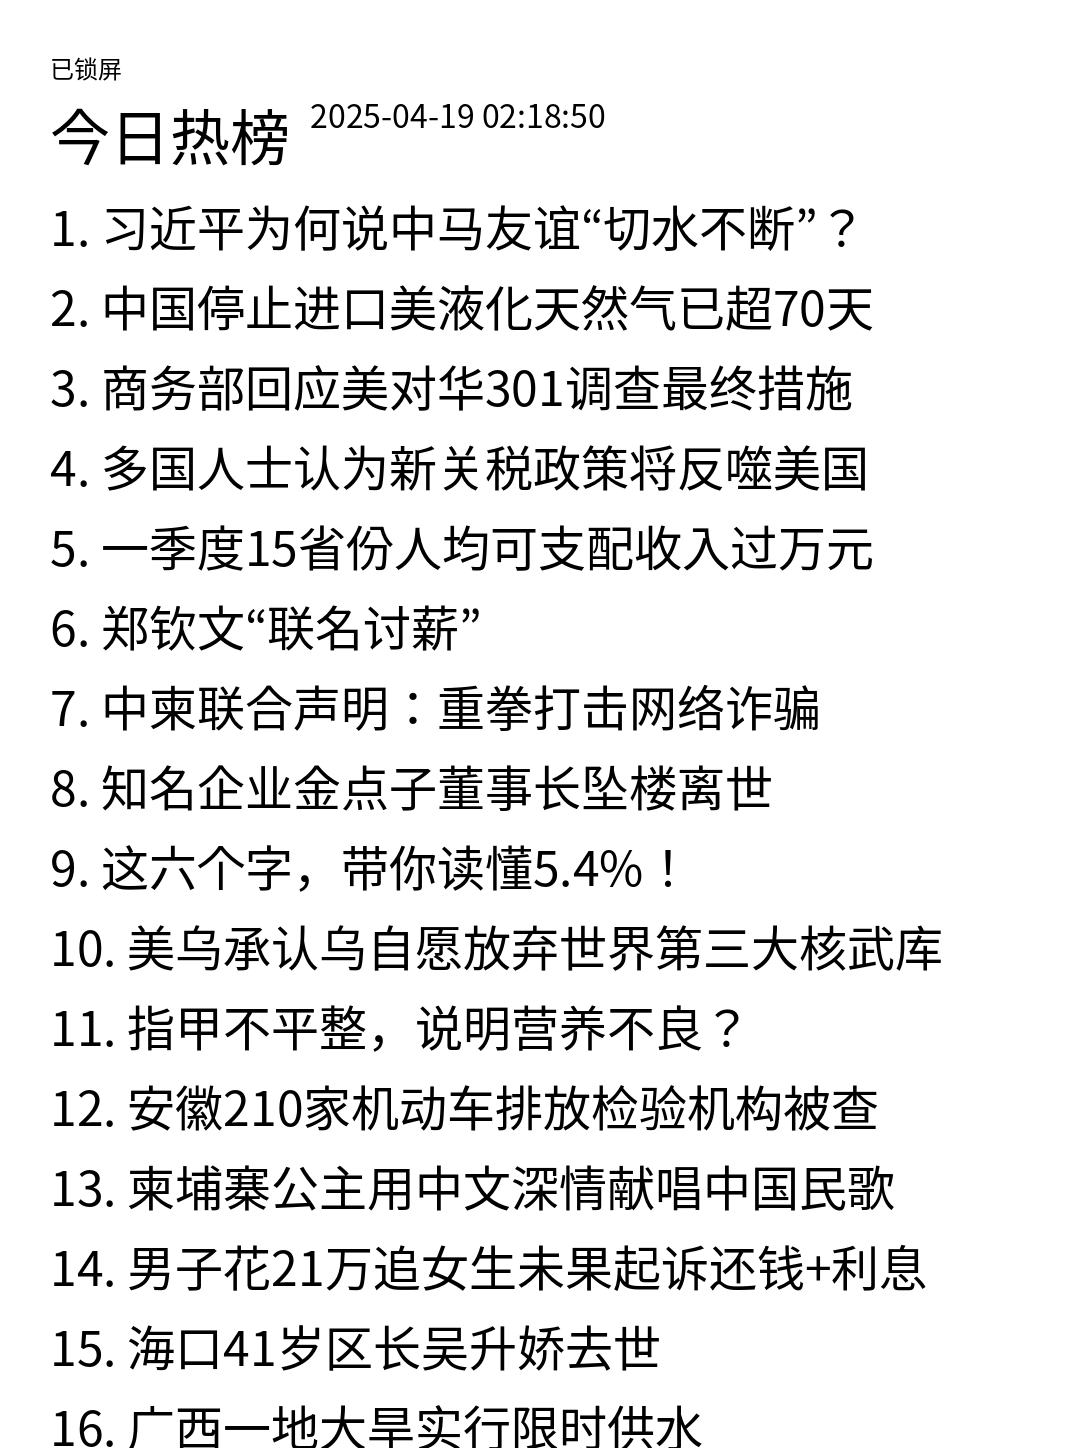 已锁屏
今日热榜 2025-04-19 02:18:50
1. 习近平为何说中马友谊“切水不断”？
2. 中国停止进口美液化天然气已超70天
3. 商务部回应美对华301调查最终措施
4. 多国人士认为新关税政策将反噬美国
5. 一季度15省份人均可支配收入过万元
6. 郑钦文“联名讨薪”
7. 中柬联合声明：重拳打击网络诈骗
8. 知名企业金点子董事长坠楼离世
9. 这六个字，带你读懂5.4%！
10. 美乌承认乌自愿放弃世界第三大核武库
11. 指甲不平整，说明营养不良？
12. 安徽210家机动车排放检验机构被查
13. 柬埔寨公主用中文深情献唱中国民歌
14. 男子花21万追女生未果起诉还钱+利息
15. 海口41岁区长吴升娇去世
16. 广西一地大旱实行限时供水